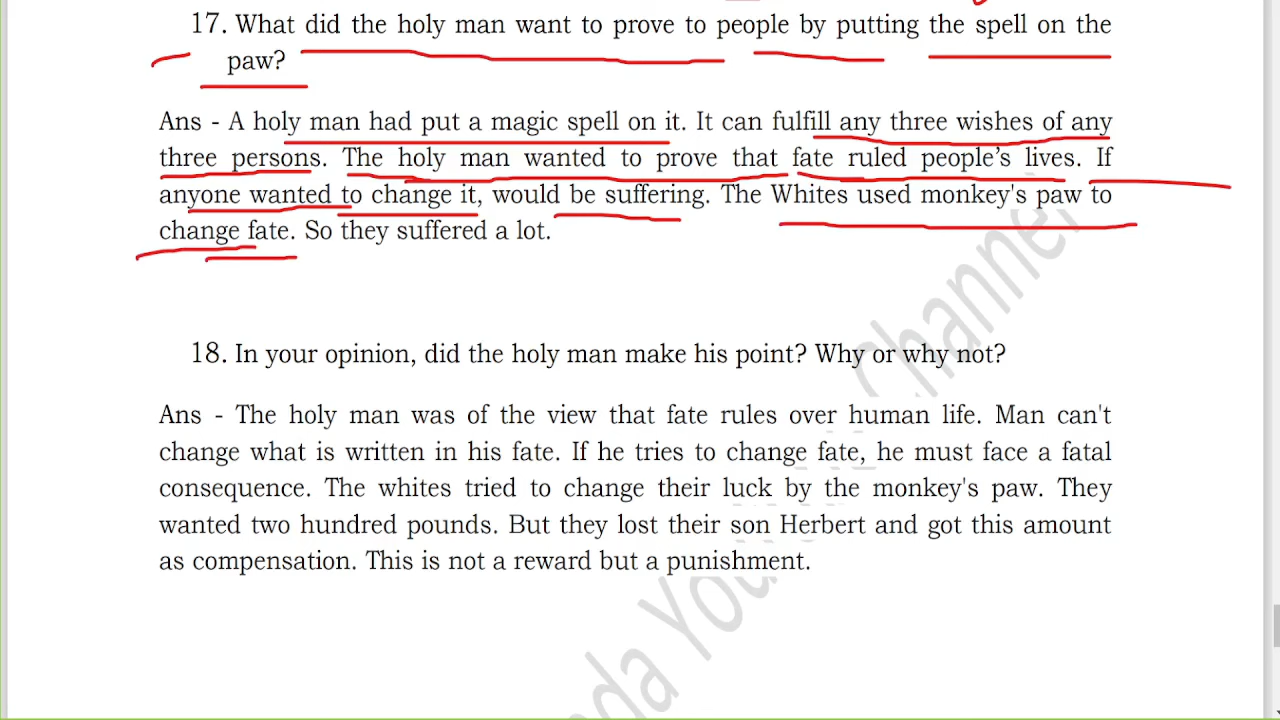 17. What did the holy man want to prove to people by putting the spell on the
paw?
Ans - A holy man had put a magic spell on it. It can fulfill any three wishes of any
three persons. The holy man wanted to prove that fate ruled people's lives. If
anyone wanted to change it, would be suffering. The Whites used monkey's paw to
change fate. So they suffered a lot.
18. In your opinion, did the holy man make his point? Why or why not?
Ans - The holy man was of the view that fate rules over human life. Man can't
change what is written in his fate. If he tries to change fate, he must face a fatal
consequence. The whites tried to change their luck by the monkey's paw. They
wanted two hundred pounds. But they lost their son Herbert and got this amount
as compensation. This is not a reward but a punishment.
Channel